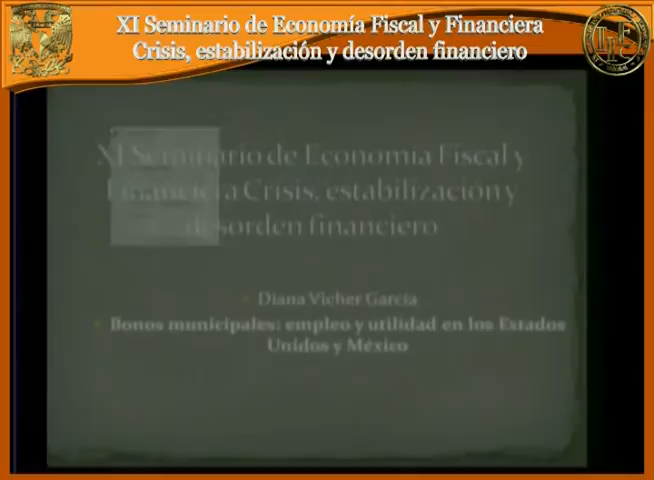 XI Seminario de Economía Fiscal y Financiera
Crisis, estabilización y desorden financiero
XI Seminario de Economía Fiscal y
Financiera Crisis, estabilización y
desorden financiero
Diana Vicher García
Bonos municipales: empleo y utilidad en los Estados
Unidos y México